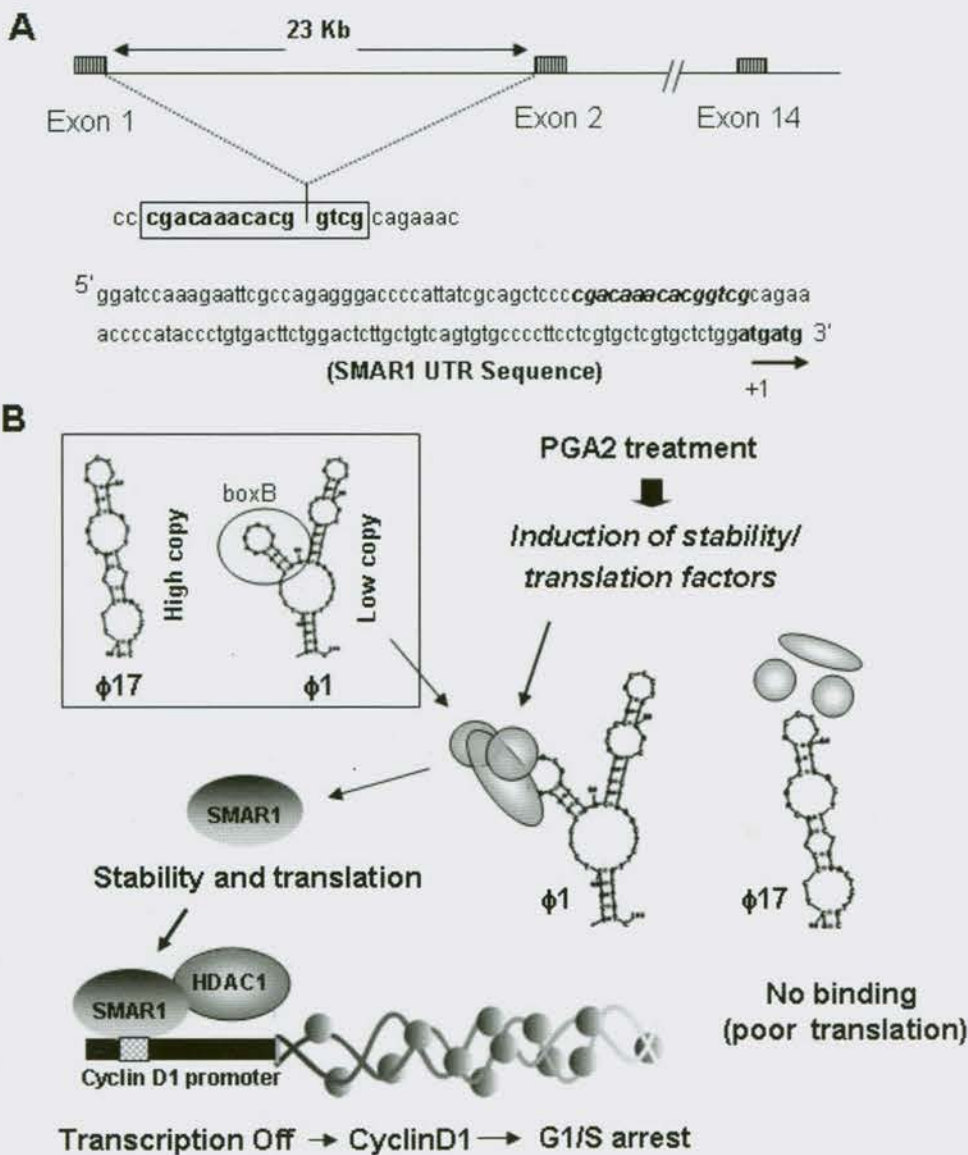 A
23 Kb
Exon 1
Exon 2
Exon 14
cc cgacaaacacg gtcg cagaaac
5' ggatccaaagaattcgccagagggaccccattatcgcagctccccgacaaacacggtcgcagaa
accccataccctgtgacttctggactcttgctgtcagtgtgccccttcctcgtgctcgtgctctggatgatg 3'
(SMAR1 UTR Sequence)
+1
B
boxB
High copy
Low copy
ϕ17
ϕ1
PGA2 treatment
Induction of stability/
translation factors
SMAR1
Stability and translation
ϕ1
ϕ17
No binding
(poor translation)
HDAC1
SMAR1
Cyclin D1 promoter
Transcription Off → CyclinD1 → G1/S arrest